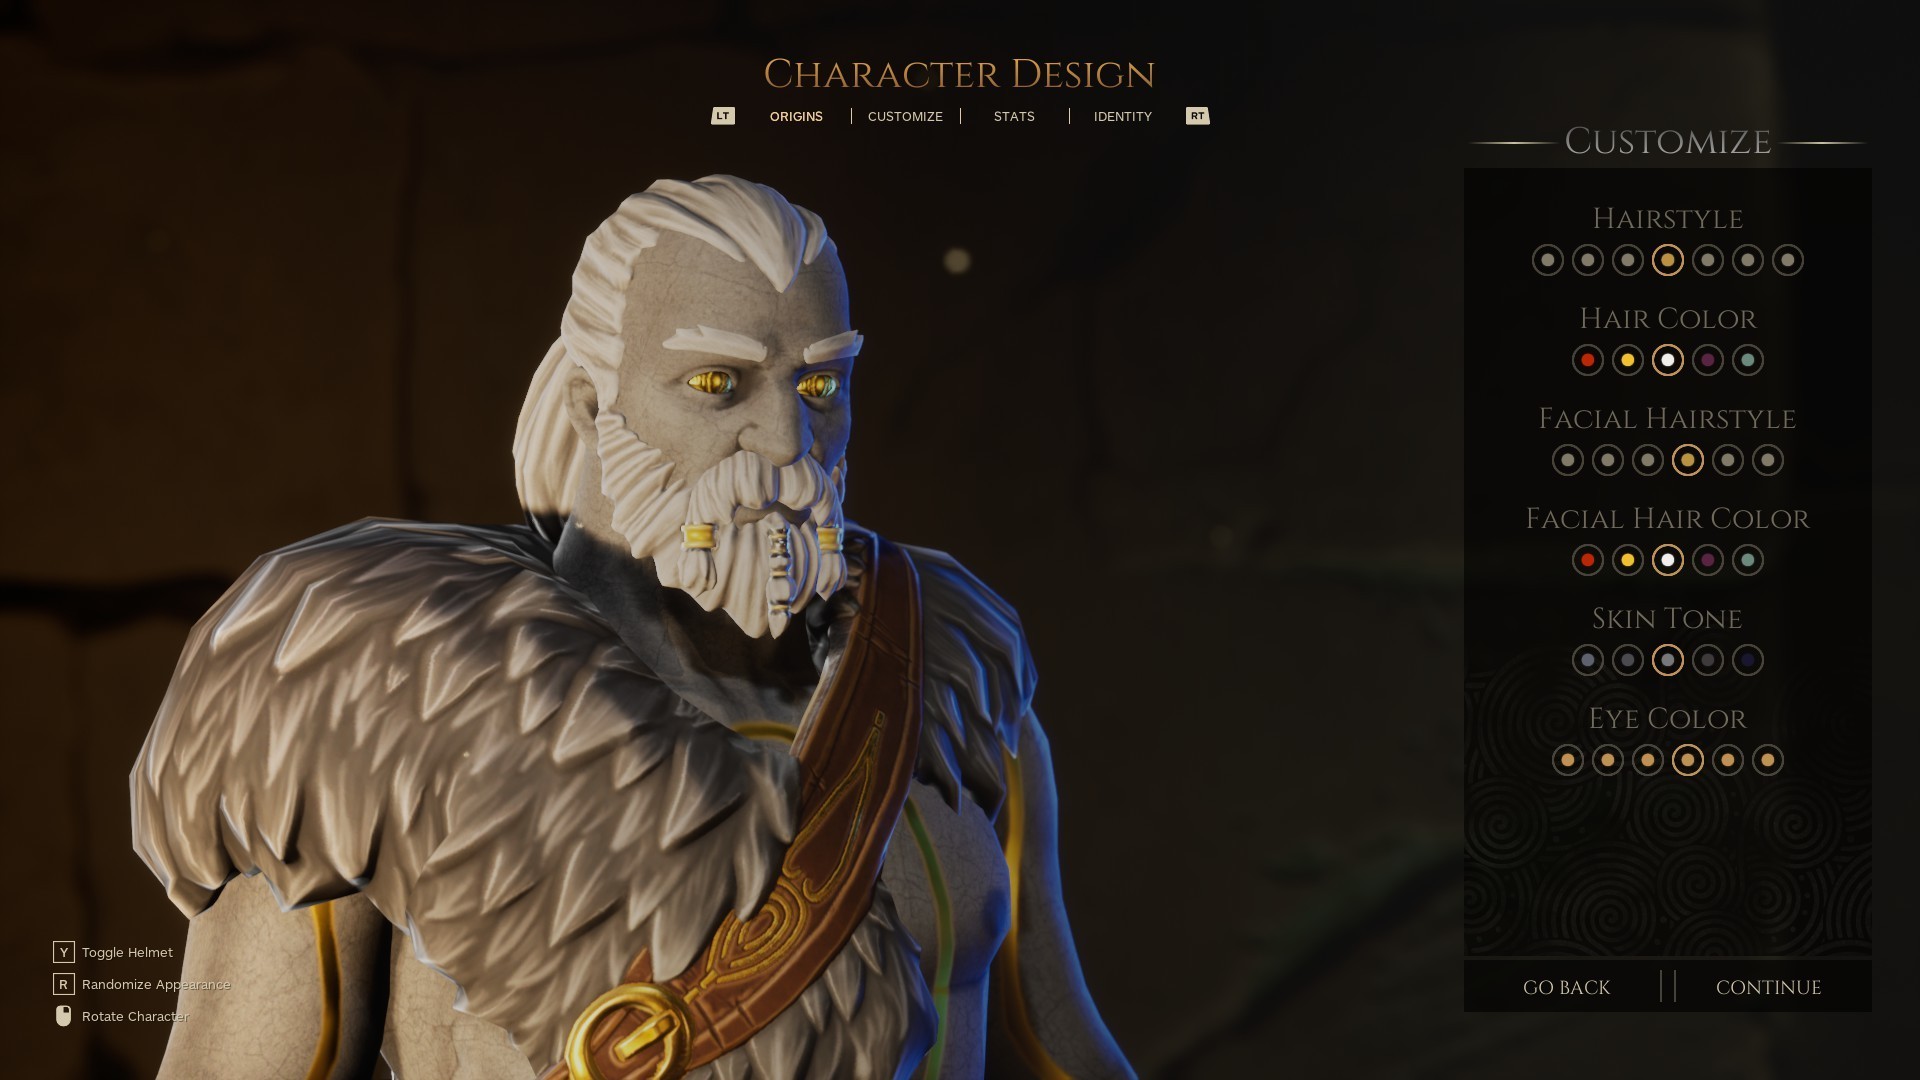 Character Design
LT ORIGINS CUSTOMIZE STATS IDENTITY RT
Customize
Hairstyle
Hair Color
Facial Hairstyle
Facial Hair Color
Skin Tone
Eye Color
Y Toggle Helmet
R Randomize Appearance
Rotate Character
GO BACK CONTINUE